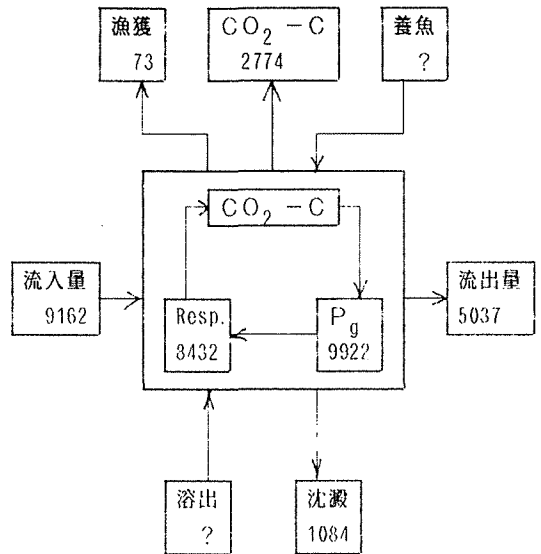 漁獲
73
CO₂-C
2774
養魚
?
CO₂-C
流入量
9162
Resp.
8432
Pg
9922
流出量
5037
溶出
?
沈澱
1084